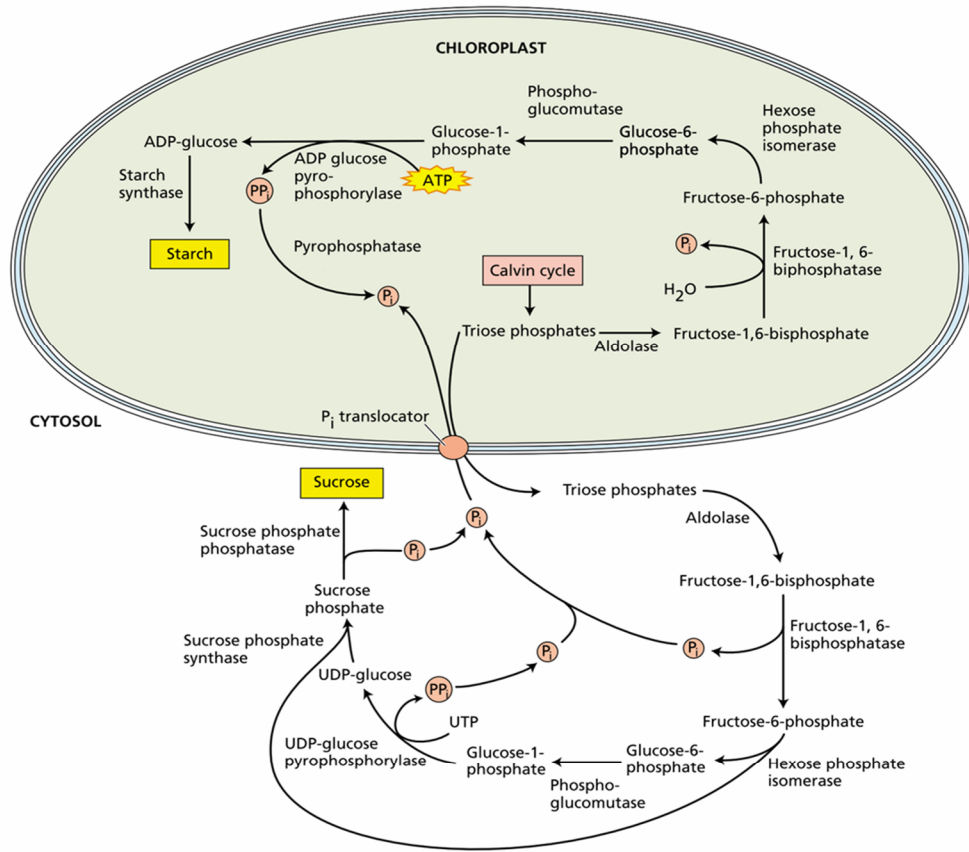 CHLOROPLAST
Phospho-
glucomutase
Hexose
phosphate
isomerase
ADP-glucose
Glucose-1-
phosphate
Glucose-6-
phosphate
Starch
synthase
PPi
ADP glucose
pyro-
phosphorylase
ATP
Fructose-6-phosphate
Starch
Pyrophosphatase
Pi
Fructose-1, 6-
biphosphatase
Calvin cycle
H2O
Pi
Triose phosphates
Aldolase
Fructose-1,6-bisphosphate
CYTOSOL
Pi translocator
Sucrose
Triose phosphates
Aldolase
Pi
Sucrose phosphate
phosphatase
Pi
Fructose-1,6-bisphosphate
Sucrose
phosphate
Fructose-1, 6-
bisphosphatase
Sucrose phosphate
synthase
Pi
Pi
UDP-glucose
PPi
UTP
Fructose-6-phosphate
UDP-glucose
pyrophosphorylase
Glucose-1-
phosphate
Glucose-6-
phosphate
Phospho-
glucomutase
Hexose phosphate
isomerase